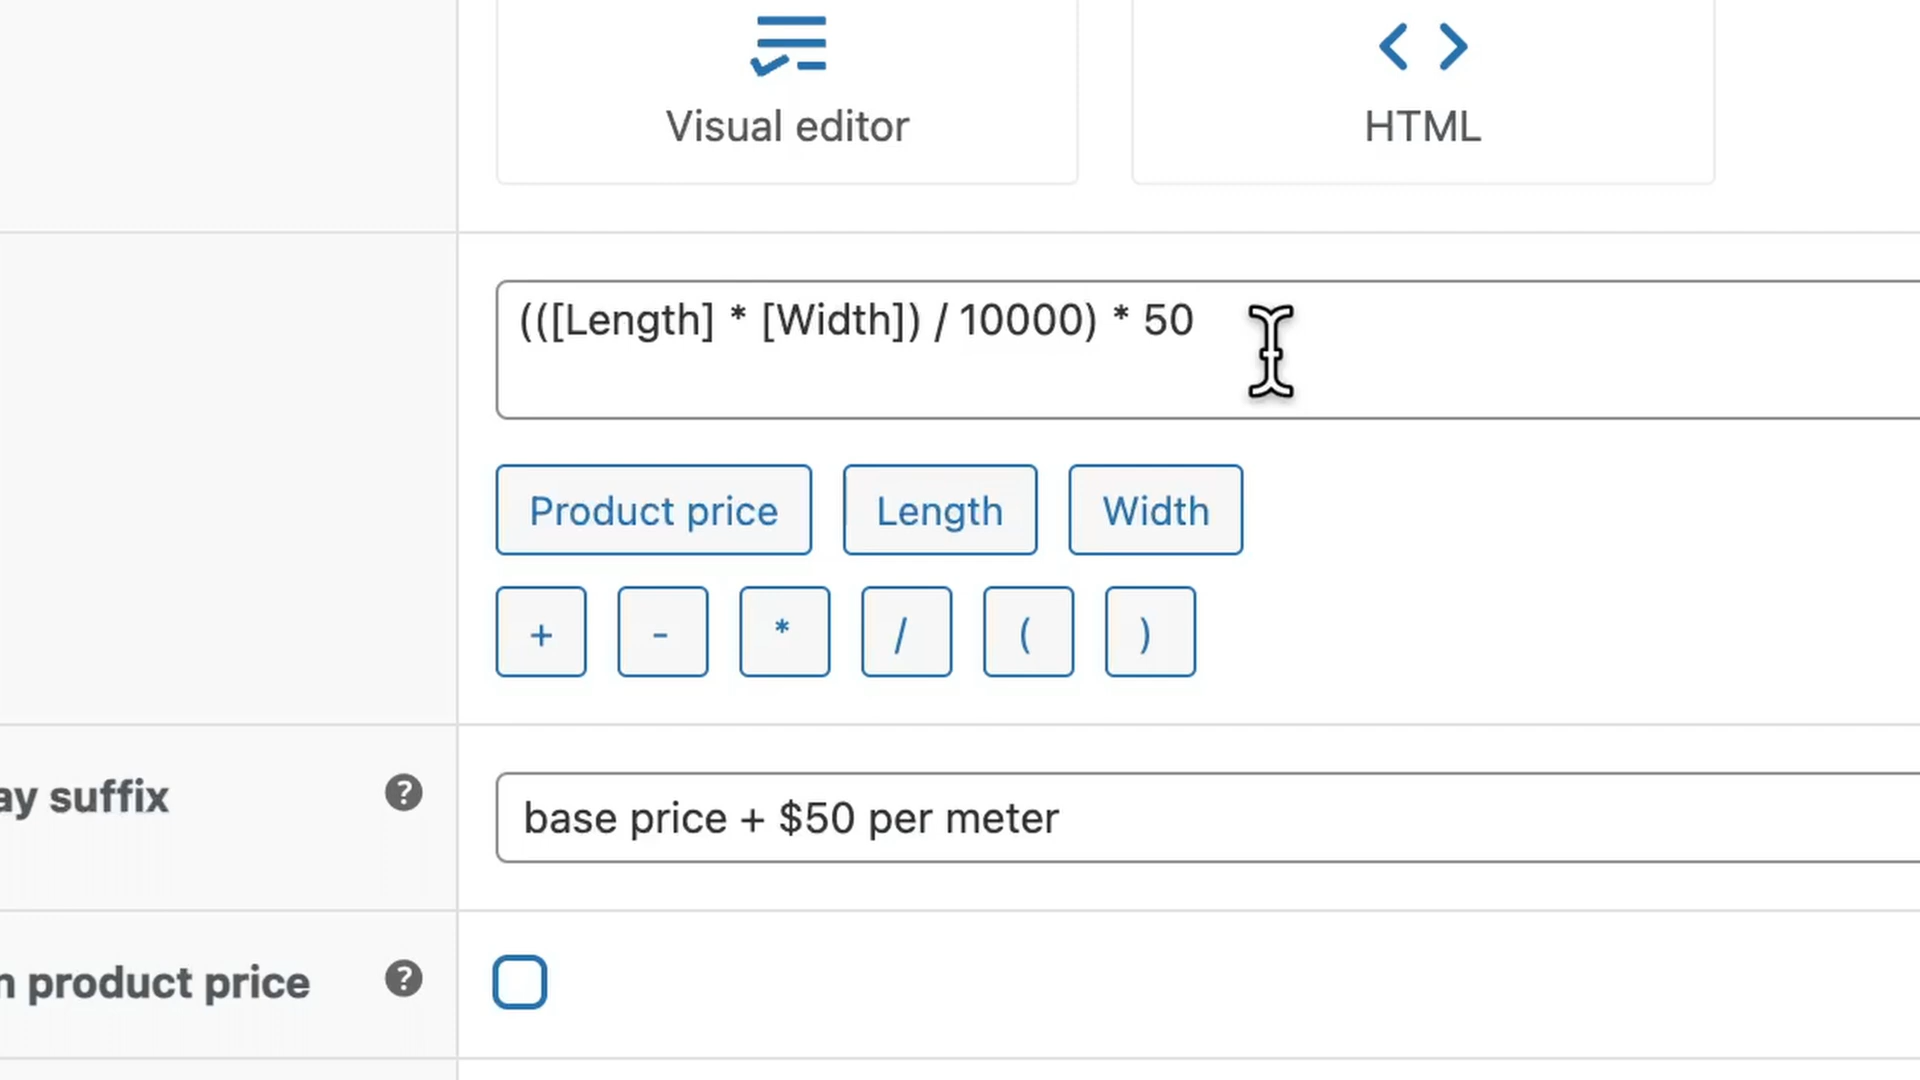 Visual editor
HTML
(([Length] * [Width]) / 10000) * 50
Product price
Length
Width
+
-
*
/
(
)
ay suffix
?
base price + $50 per meter
n product price
?